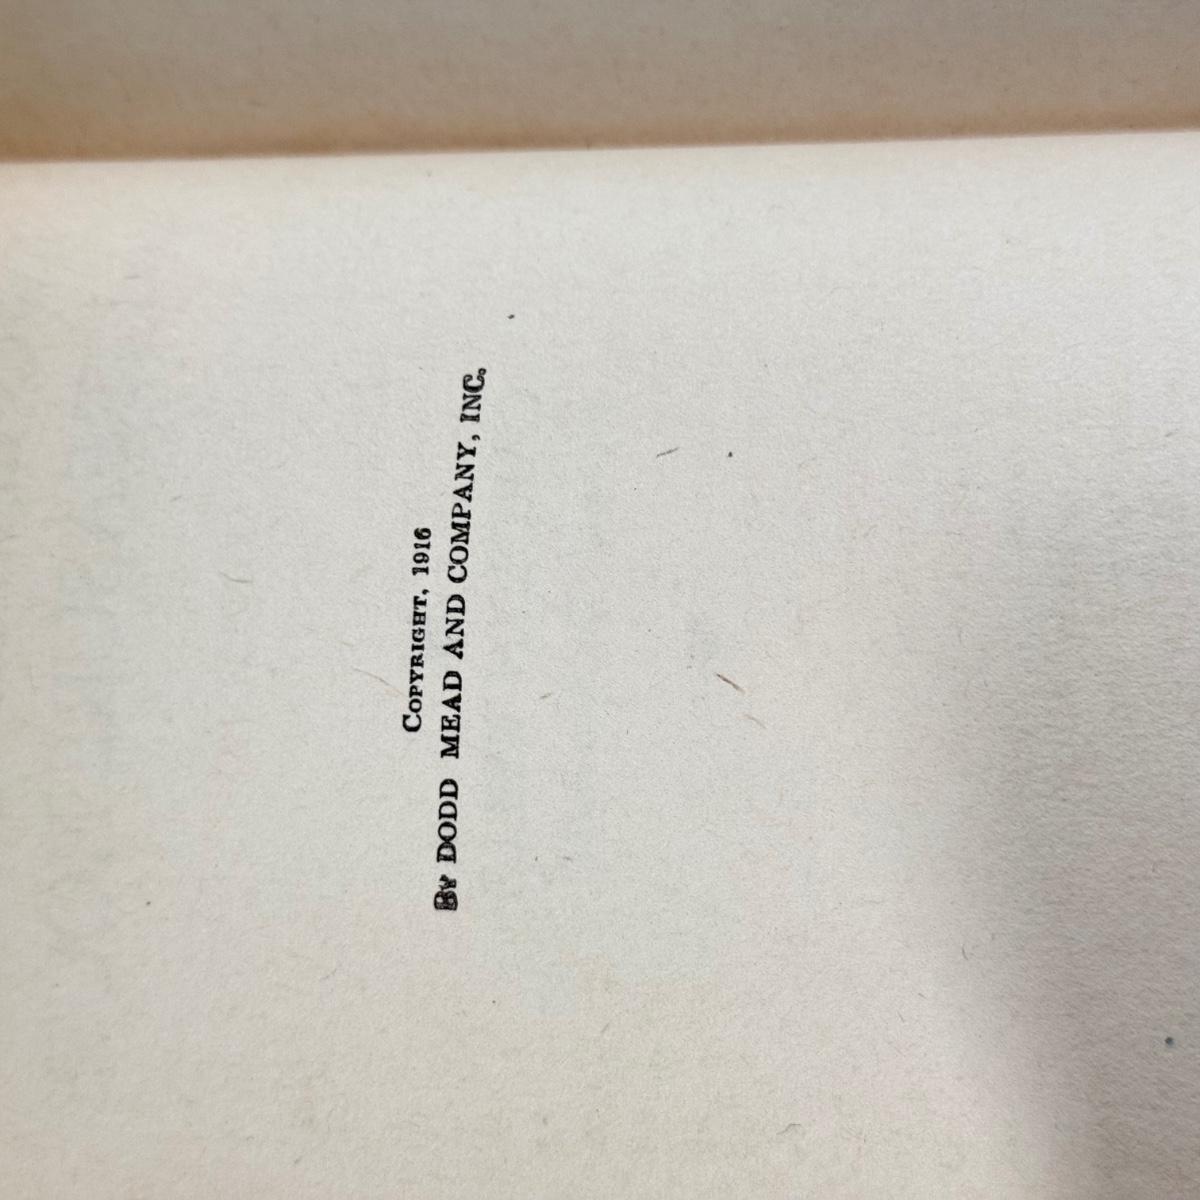 Copyright, 1916
By DODD MEAD AND COMPANY, INC.